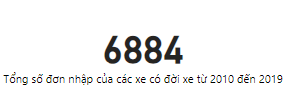 6884
Tổng số đơn nhập của các xe có đời xe từ 2010 đến 2019